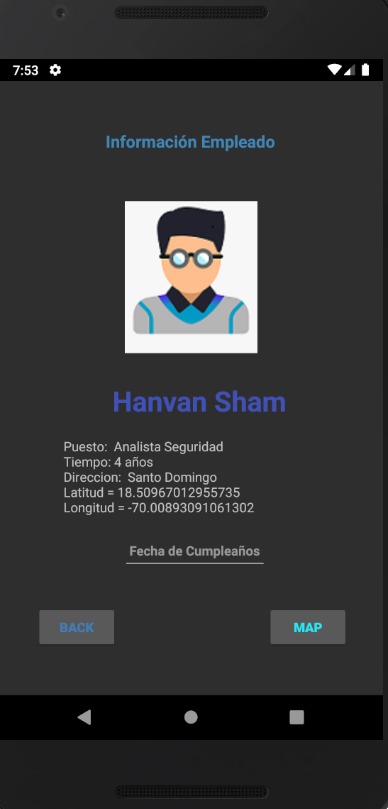 7:53
Información Empleado
Hanvan Sham
Puesto:  Analista Seguridad
Tiempo: 4 años
Direccion:  Santo Domingo
Latitud = 18.50967012955735
Longitud = -70.00893091061302
Fecha de Cumpleaños
BACK
MAP